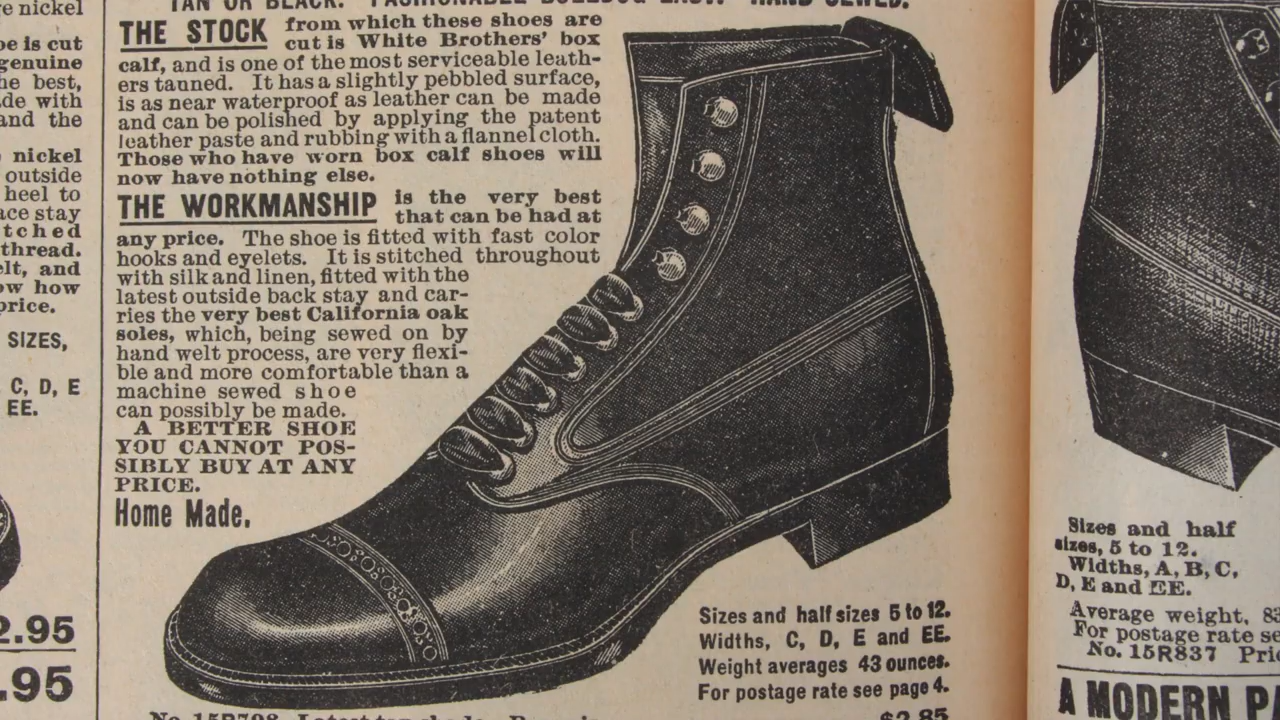 re nickel
oe is cut
genuine
he best,
de with
and the
nickel
outside
heel to
ace stay
tched
thread.
elt, and
ow how
price.
SIZES,
C, D, E
EE.
2.95
.95
TAN OR BLACK. FASHIONABLE BULLDOG LAST. HAND SEWED.
THE STOCK from which these shoes are
cut is White Brothers' box
calf, and is one of the most serviceable leath-
ers tanned. It has a slightly pebbled surface,
is as near waterproof as leather can be made
and can be polished by applying the patent
leather paste and rubbing with a flannel cloth.
Those who have worn box calf shoes will
now have nothing else.
THE WORKMANSHIP is the very best
that can be had at
any price. The shoe is fitted with fast color
hooks and eyelets. It is stitched throughout
with silk and linen, fitted with the
latest outside back stay and car-
ries the very best California oak
soles, which, being sewed on by
hand welt process, are very flexi-
ble and more comfortable than a
machine sewed shoe
can possibly be made.
A BETTER SHOE
YOU CANNOT POS-
SIBLY BUY AT ANY
PRICE.
Home Made.
Sizes and half sizes 5 to 12.
Widths, C, D, E and EE.
Weight averages 43 ounces.
For postage rate see page 4.
$2.85
Sizes and half
sizes, 5 to 12.
Widths, A, B, C,
D, E and EE.
Average weight, 83
For postage rate se
No. 15R837 Pric
A MODERN PA